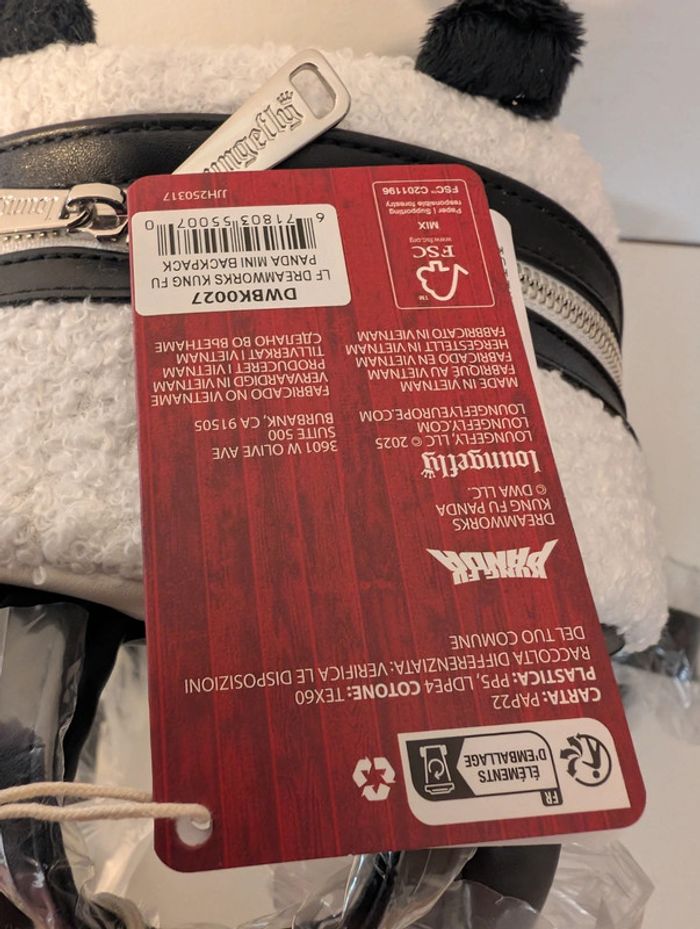 FR
ÉLÉMENTS
D'EMBALLAGE
CARTA: PAP22
PLASTICA: PP5, LDPE4 COTONE: TEX60
RACCOLTA DIFFERENZIATA: VERIFICA LE DISPOSIZIONI
DEL TUO COMUNE
KUNG FU
PANDA
DREAMWORKS
KUNG FU PANDA
© DWA LLC.
loungefly
LOUNGEFLY, LLC © 2025
LOUNGEFLY.COM
LOUNGEFLYEUROPE.COM
MADE IN VIETNAM
FABRIQUÉ AU VIETNAM
FABRICADO EN VIETNAM
HERGESTELLT IN VIETNAM
FABBRICATO IN VIETNAM
3601 W OLIVE AVE
SUITE 500
BURBANK, CA 91505
FABRICADO NO VIETNAME
VERVAARDIGD IN VIETNAM
PRODUCERET I VIETNAM
TILLVERKAT I VIETNAM
СДЕЛАНО ВО ВЬЕТНАМЕ
TM
FSC
www.fsc.org
MIX
Paper | Supporting
responsible forestry
FSC™ C201196
DWBK0027
LF DREAMWORKS KUNG FU
PANDA MINI BACKPACK
6 71803 55007 0
JJH250317
loungefly